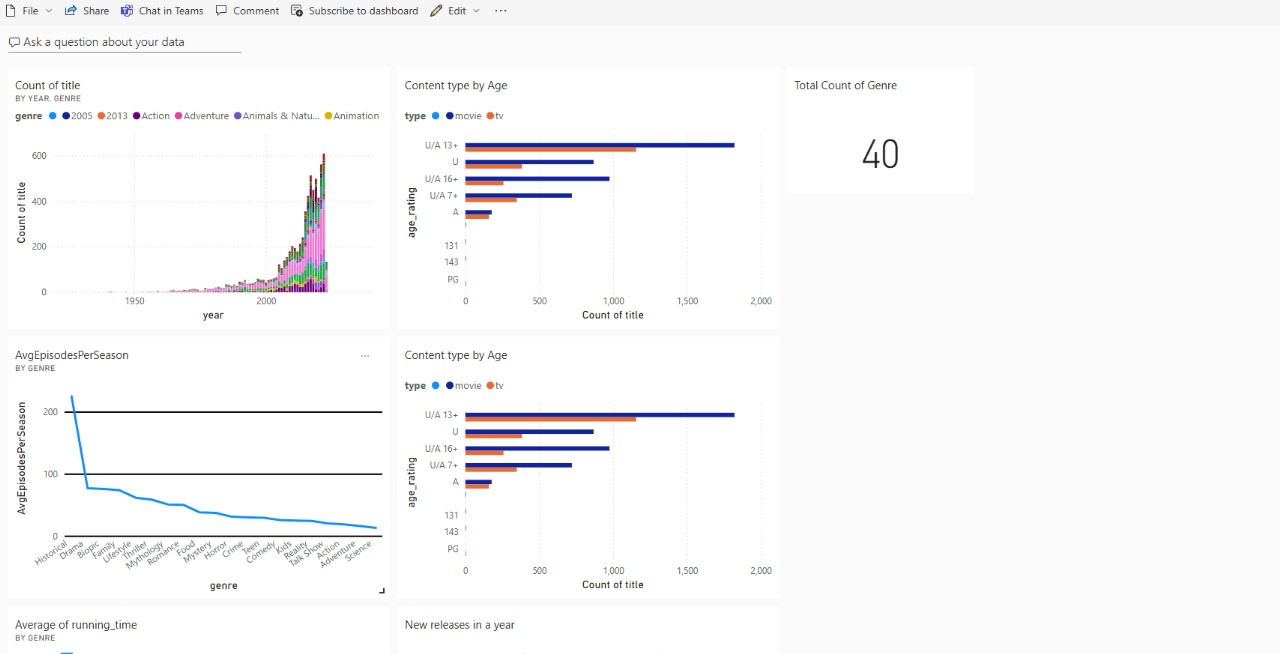 File Share Chat in Teams Comment Subscribe to dashboard Edit ...
Ask a question about your data
Count of title
BY YEAR, GENRE
genre 2005 2013 Action Adventure Animals & Natu... Animation
Count of title
600
400
200
0
1950 2000
year
Content type by Age
type movie tv
age_rating
U/A 13+
U
U/A 16+
U/A 7+
A
131
143
PG
0 500 1,000 1,500 2,000
Count of title
Total Count of Genre
40
AvgEpisodesPerSeason ...
BY GENRE
AvgEpisodesPerSeason
200
100
0
Historical Drama Biopic Family Lifestyle Thriller Mythology Romance Food Mystery Horror Crime Teen Comedy Kids Reality Talk Show Action Adventure Science
genre
Content type by Age
type movie tv
age_rating
U/A 13+
U
U/A 16+
U/A 7+
A
131
143
PG
0 500 1,000 1,500 2,000
Count of title
Average of running_time
BY GENRE
New releases in a year